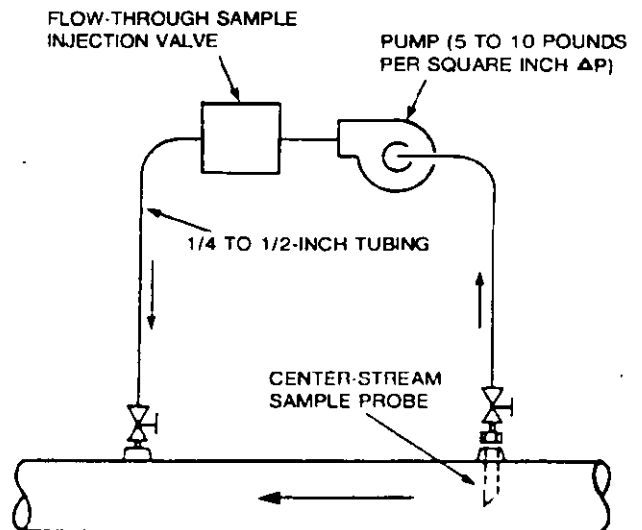 FLOW-THROUGH SAMPLE
INJECTION VALVE
PUMP (5 TO 10 POUNDS
PER SQUARE INCH ΔP)
1/4 TO 1/2-INCH TUBING
CENTER-STREAM
SAMPLE PROBE